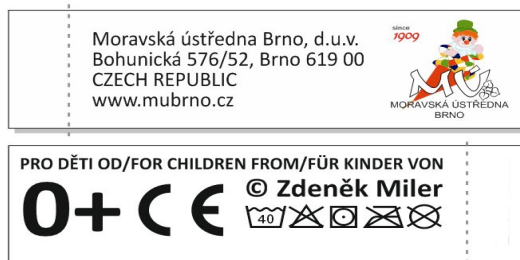 Moravská ústředna Brno, d.u.v.
Bohunická 576/52, Brno 619 00
CZECH REPUBLIC
www.mubrno.cz
since
1909
MU
MORAVSKÁ ÚSTŘEDNA
BRNO
PRO DĚTI OD/FOR CHILDREN FROM/FÜR KINDER VON
0+ CE
© Zdeněk Miler
40